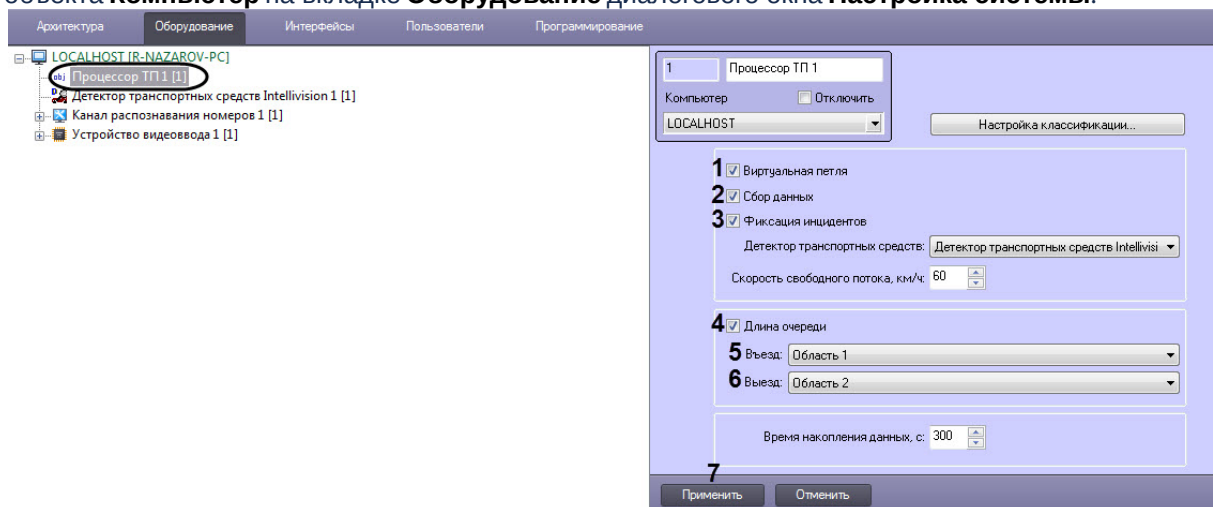 объекта Компьютер на вкладке Оборудование диалогового окна Настройка системы.
Архитектура Оборудование Интерфейсы Пользователи Программирование
LOCALHOST [R-NAZAROV-PC]
obj Процессор ТП 1 [1]
Детектор транспортных средств Intellivision 1 [1]
Канал распознавания номеров 1 [1]
Устройство видеоввода 1 [1]
1 Процессор ТП 1
Компьютер Отключить
LOCALHOST Настройка классификации...
1 Виртуальная петля
2 Сбор данных
3 Фиксация инцидентов
Детектор транспортных средств: Детектор транспортных средств Intellivisi
Скорость свободного потока, км/ч: 60
4 Длина очереди
5 Въезд: Область 1
6 Выезд: Область 2
Время накопления данных, с: 300
7
Применить Отменить